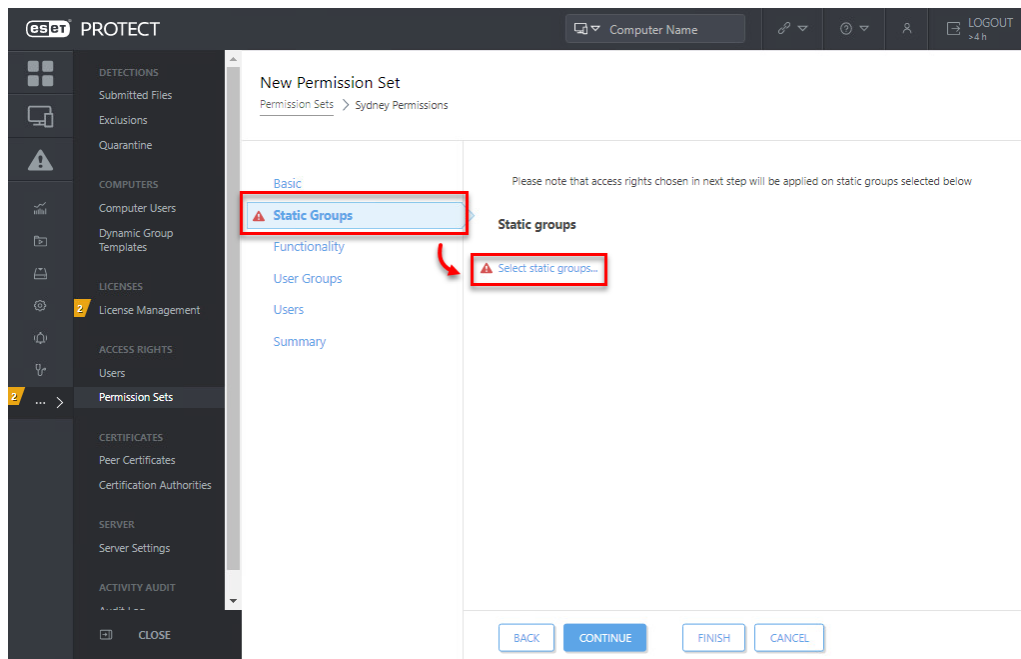 eset PROTECT
Computer Name
LOGOUT
>4 h
DETECTIONS
Submitted Files
Exclusions
Quarantine
COMPUTERS
Computer Users
Dynamic Group
Templates
LICENSES
2
License Management
ACCESS RIGHTS
Users
Permission Sets
2
...
CERTIFICATES
Peer Certificates
Certification Authorities
SERVER
Server Settings
ACTIVITY AUDIT
Audit Log
CLOSE
New Permission Set
Permission Sets > Sydney Permissions
Basic
Static Groups
Functionality
User Groups
Users
Summary
Please note that access rights chosen in next step will be applied on static groups selected below
Static groups
Select static groups...
BACK
CONTINUE
FINISH
CANCEL